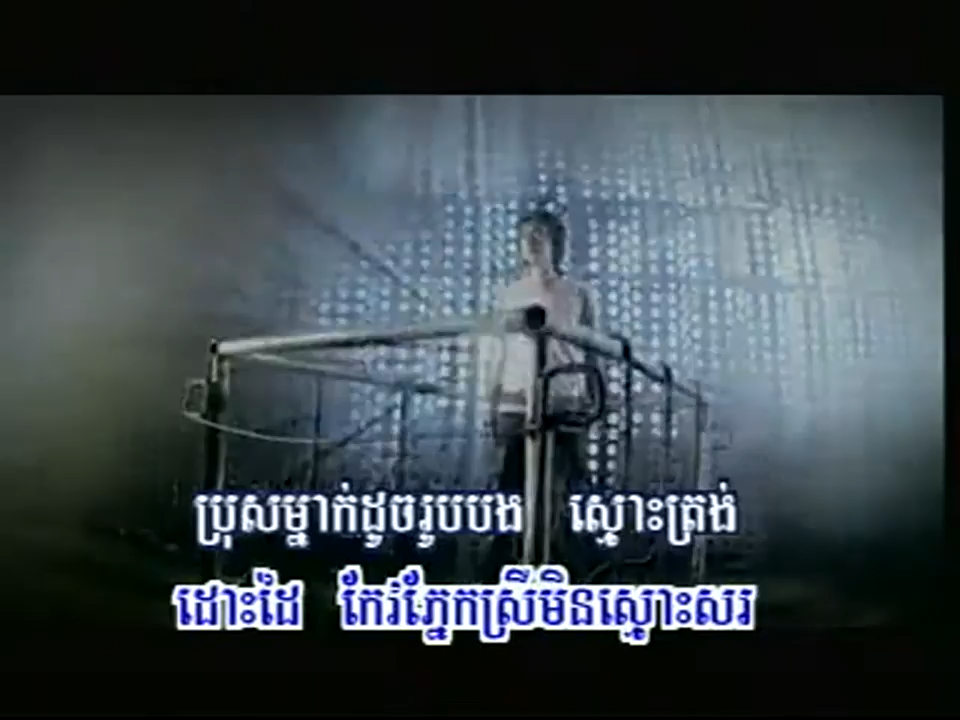 ប្រុសម្នាក់ដូចរូបបង ស្មោះត្រង់
ដោះដៃ កែវភ្នែកស្រីមិនស្មោះសរ